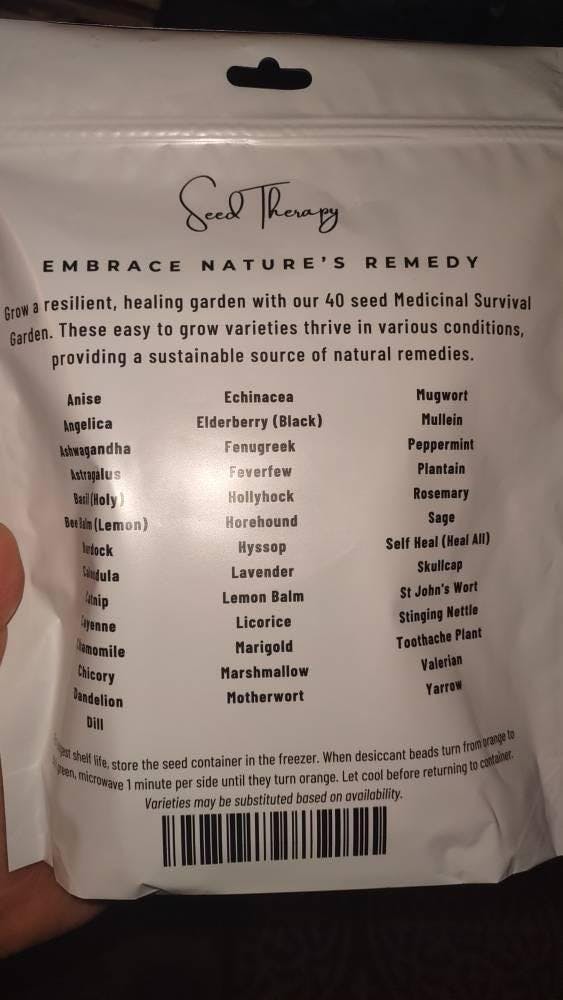 Seed Therapy
EMBRACE NATURE'S REMEDY
Grow a resilient, healing garden with our 40 seed Medicinal Survival
Garden. These easy to grow varieties thrive in various conditions,
providing a sustainable source of natural remedies.
Anise
Angelica
Ashwagandha
Astragalus
Basil (Holy)
Bee Balm (Lemon)
Burdock
Calendula
Catnip
Cayenne
Chamomile
Chicory
Dandelion
Dill
Echinacea
Elderberry (Black)
Fenugreek
Feverfew
Hollyhock
Horehound
Hyssop
Lavender
Lemon Balm
Licorice
Marigold
Marshmallow
Motherwort
Mugwort
Mullein
Peppermint
Plantain
Rosemary
Sage
Self Heal (Heal All)
Skullcap
St John's Wort
Stinging Nettle
Toothache Plant
Valerian
Yarrow
shelf life, store the seed container in the freezer. When desiccant beads turn from orange to
green, microwave 1 minute per side until they turn orange. Let cool before returning to container.
Varieties may be substituted based on availability.